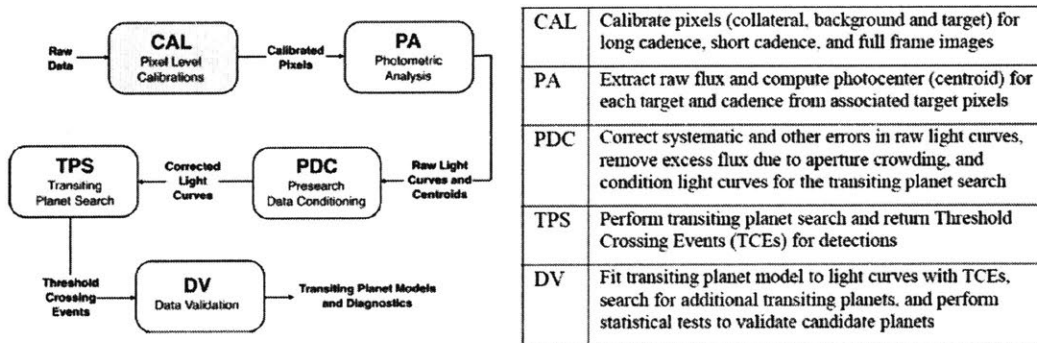 Raw
Data
CAL
Pixel Level
Calibrations
Calibrated
Pixels
PA
Photometric
Analysis
Raw Light
Curves and
Centroids
PDC
Presearch
Data Conditioning
Corrected
Light
Curves
TPS
Transiting
Planet Search
Threshold
Crossing
Events
DV
Data Validation
Transiting Planet Models
and Diagnostics
CAL
Calibrate pixels (collateral, background and target) for
long cadence, short cadence, and full frame images
PA
Extract raw flux and compute photocenter (centroid) for
each target and cadence from associated target pixels
PDC
Correct systematic and other errors in raw light curves,
remove excess flux due to aperture crowding, and
condition light curves for the transiting planet search
TPS
Perform transiting planet search and return Threshold
Crossing Events (TCEs) for detections
DV
Fit transiting planet model to light curves with TCEs,
search for additional transiting planets, and perform
statistical tests to validate candidate planets